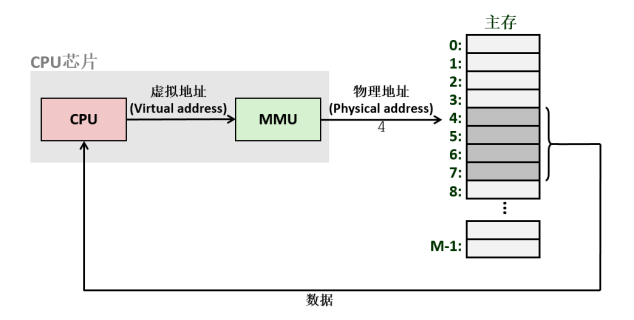 主存
CPU芯片
虚拟地址
(Virtual address)
物理地址
(Physical address)
4
CPU
MMU
0:
1:
2:
3:
4:
5:
6:
7:
8:
⋮
M-1:
数据